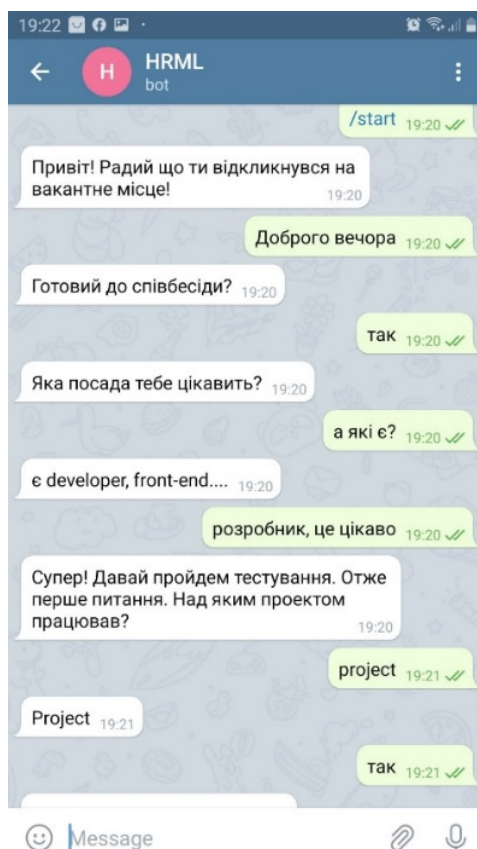 19:22
HRML
bot
/start 19:20
Привіт! Радий що ти відкликнувся на
вакантне місце!
19:20
Доброго вечора 19:20
Готовий до співбесіди? 19:20
так 19:20
Яка посада тебе цікавить? 19:20
а які є? 19:20
є developer, front-end.... 19:20
розробник, це цікаво 19:20
Супер! Давай пройдем тестування. Отже
перше питання. Над яким проектом
працював? 19:20
project 19:21
Project 19:21
так 19:21
Message